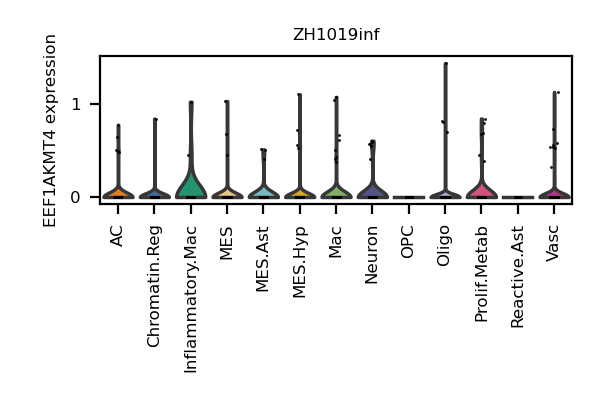 ZH1019inf
EEF1AKMT4 expression
1
0
AC
Chromatin.Reg
Inflammatory.Mac
MES
MES.Ast
MES.Hyp
Mac
Neuron
OPC
Oligo
Prolif.Metab
Reactive.Ast
Vasc